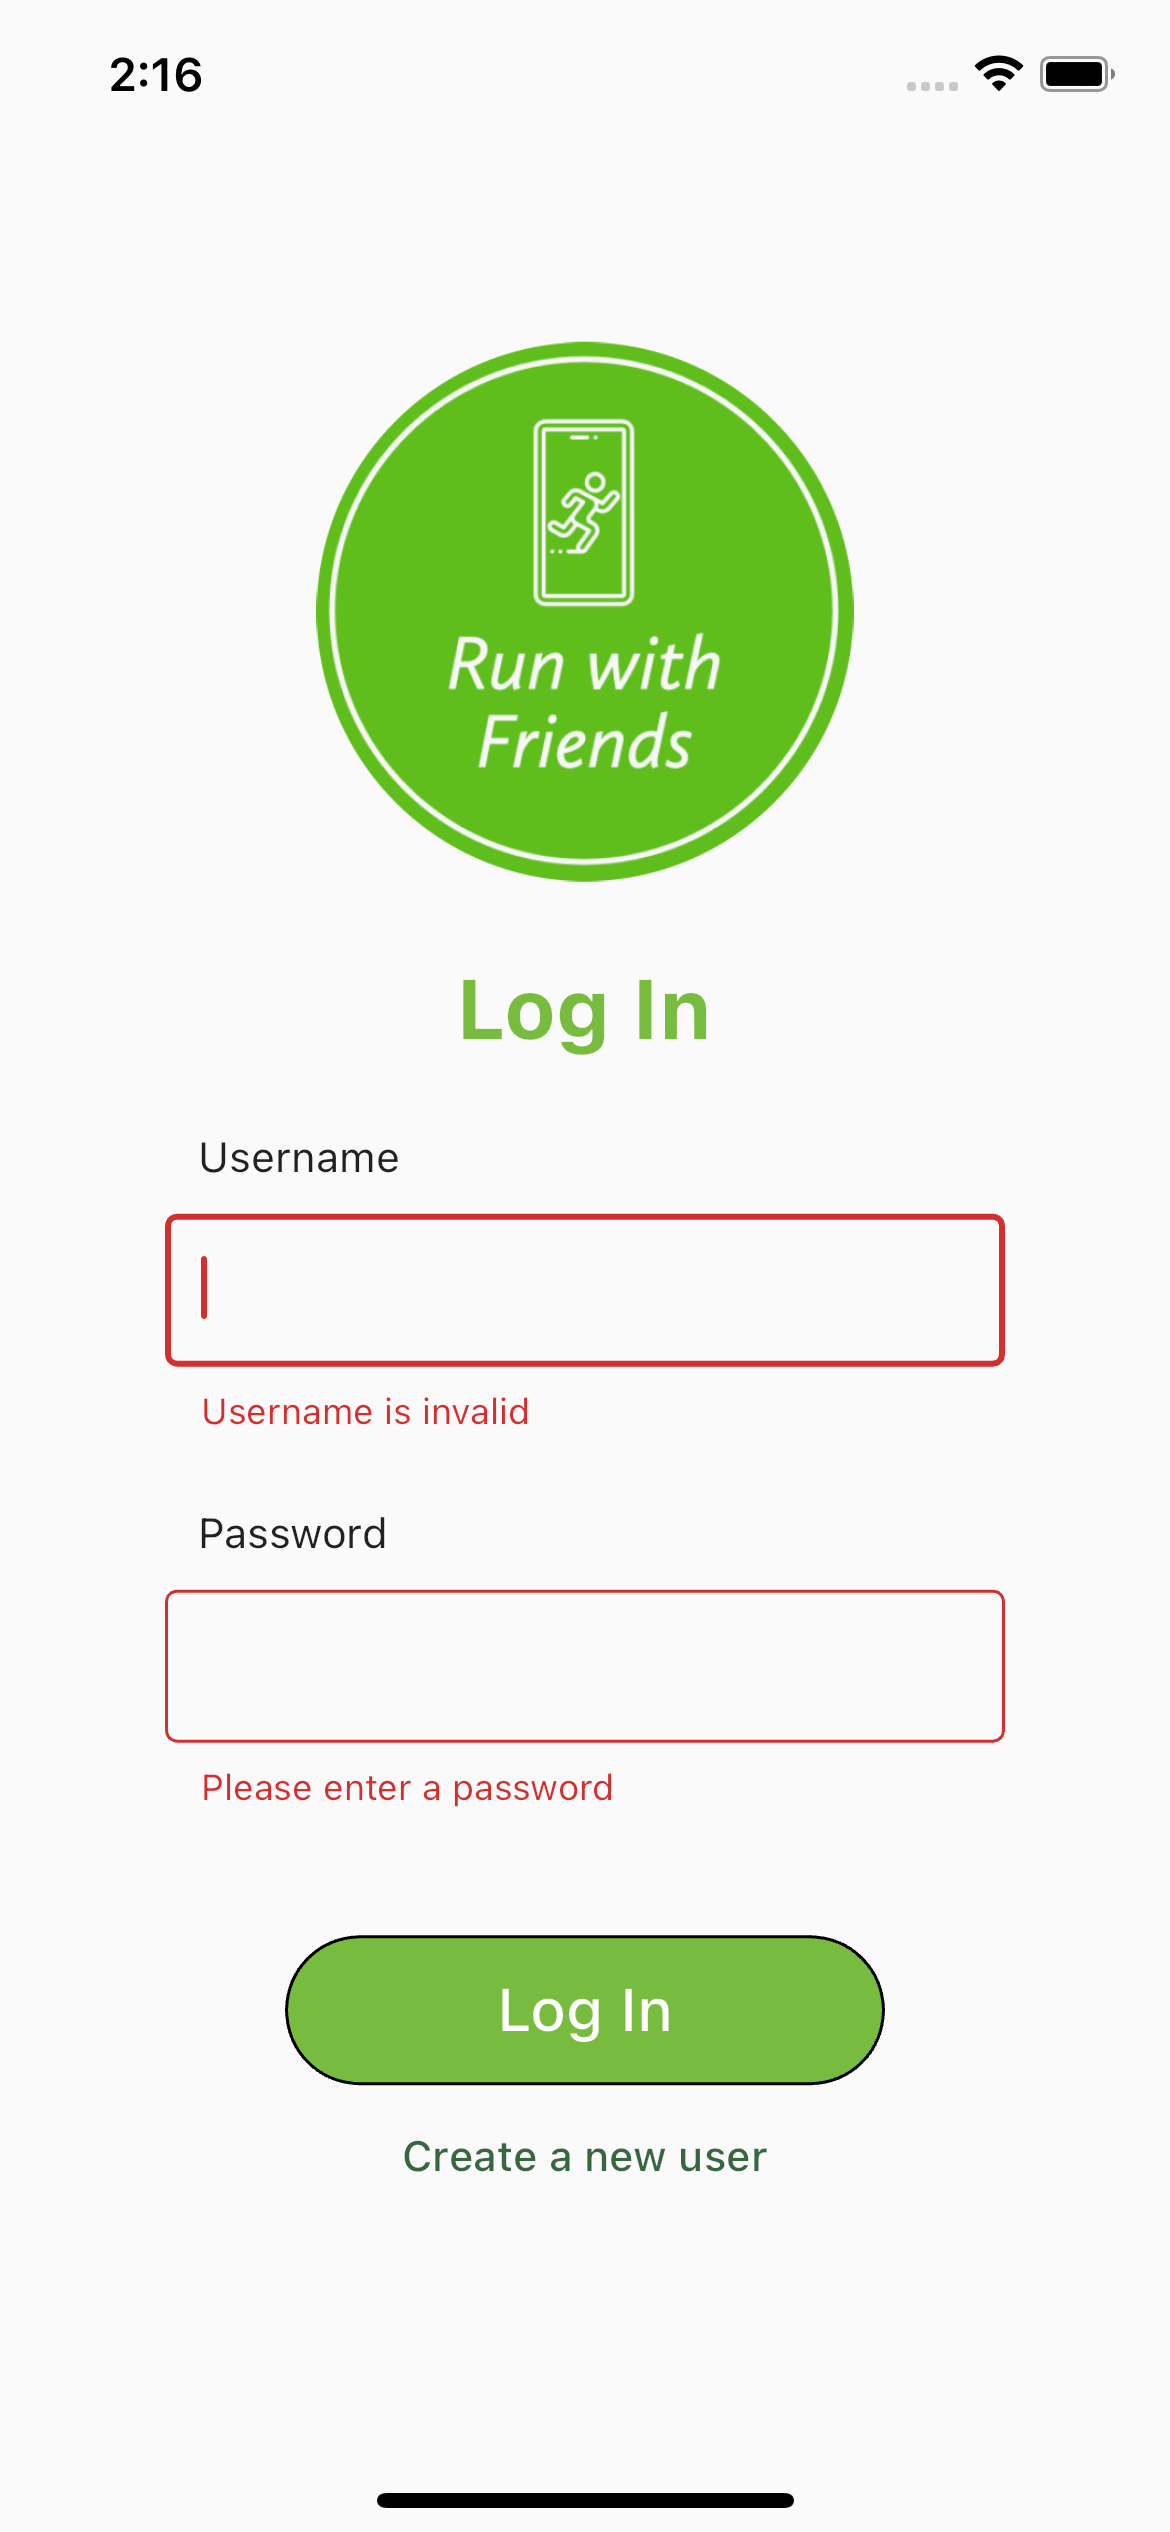 2:16
Run with
Friends
Log In
Username
Username is invalid
Password
Please enter a password
Log In
Create a new user